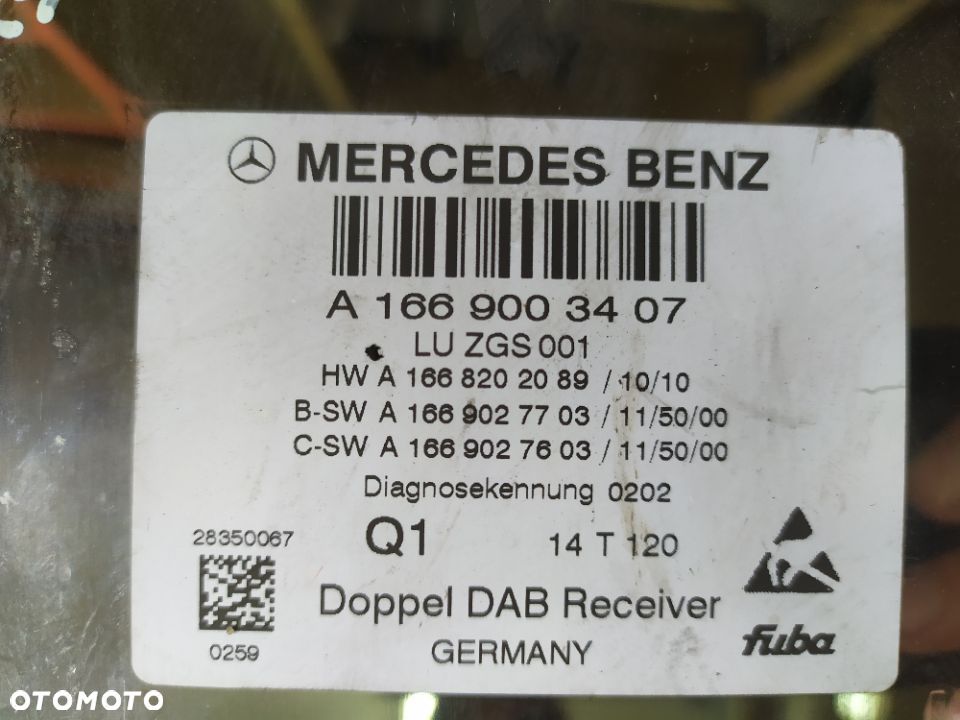 MERCEDES BENZ
A 166 900 34 07
LU ZGS 001
HW A 166 820 20 89 / 10/10
B-SW A 166 902 77 03 / 11/50/00
C-SW A 166 902 76 03 / 11/50/00
Diagnosekennung 0202
28350067
Q1 14 T 120
Doppel DAB Receiver
0259
GERMANY
fuba
OTOMOTO